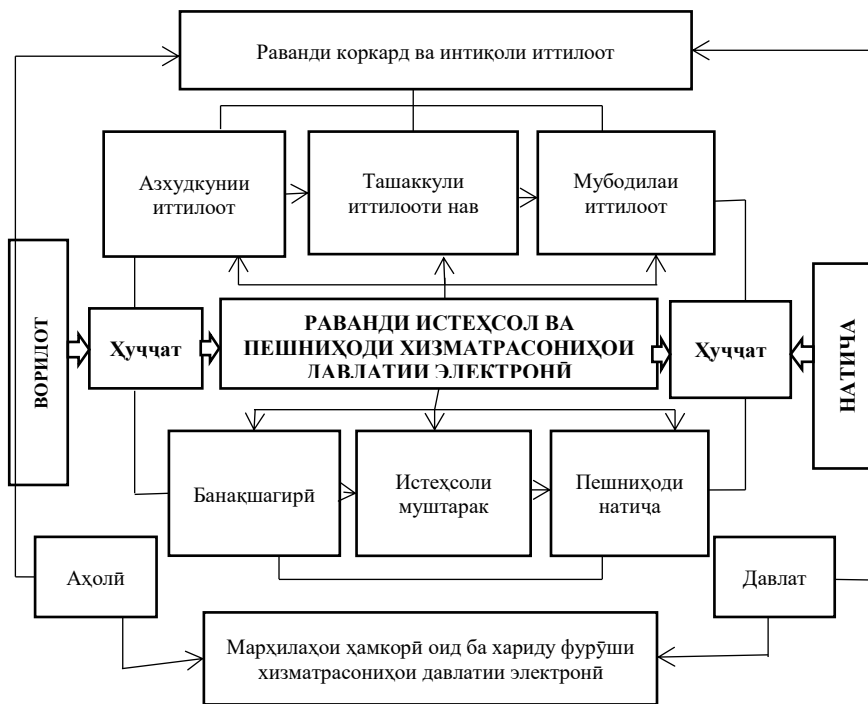 Раванди коркард ва интиқоли иттилоот
Азхудкунии
иттилоот
Ташаккули
иттилооти нав
Мубодилаи
иттилоот
ВОРИДОТ
Ҳуҷҷат
РАВАНДИ ИСТЕҲСОЛ ВА
ПЕШНИҲОДИ ХИЗМАТРАСОНИҲОИ
ДАВЛАТИИ ЭЛЕКТРОНӢ
Ҳуҷҷат
НАТИҶА
Банақшагирӣ
Истеҳсоли
муштарак
Пешниҳоди
натиҷа
Аҳолӣ
Давлат
Марҳилаҳои ҳамкорӣ оид ба хариду фурӯши
хизматрасониҳои давлатии электронӣ